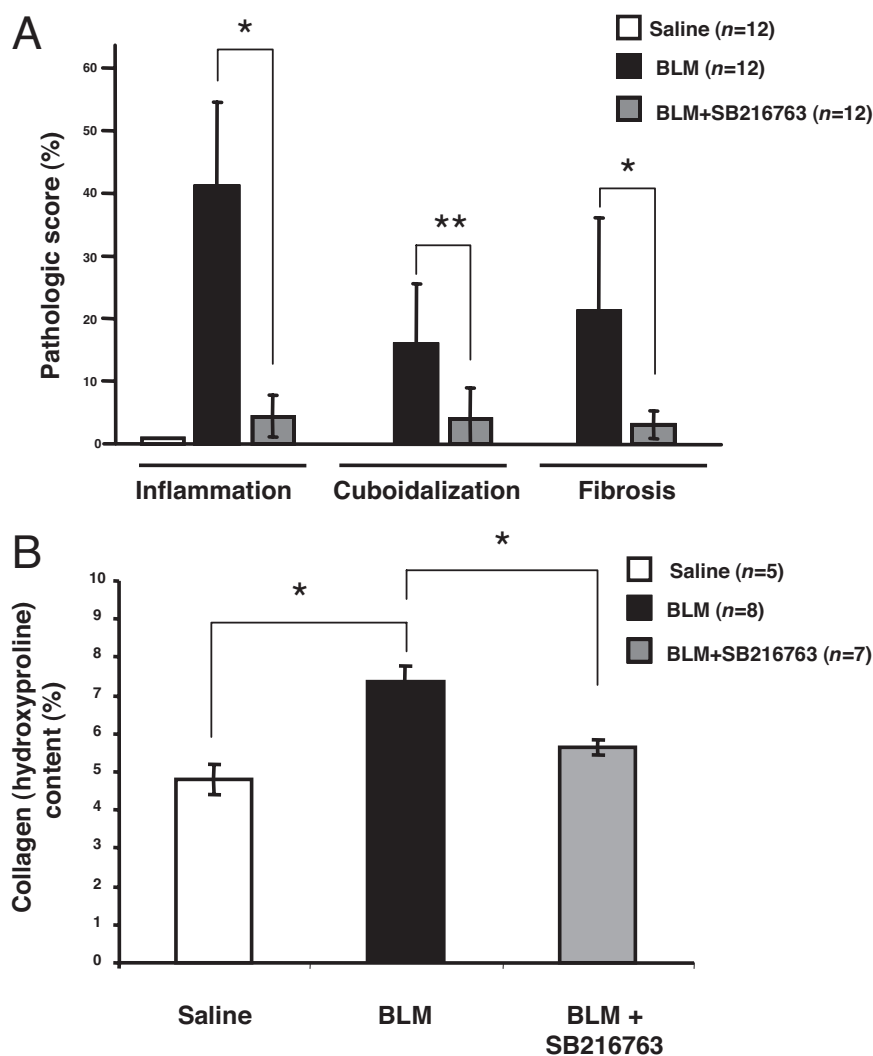 A
*
Saline (n=12)
BLM (n=12)
BLM+SB216763 (n=12)
*
**
Pathologic score (%)
60
50
40
30
20
10
0
Inflammation Cuboidalization Fibrosis
B
*
*
Saline (n=5)
BLM (n=8)
BLM+SB216763 (n=7)
Collagen (hydroxyproline)
content (%)
10
9
8
7
6
5
4
3
2
1
0
Saline BLM BLM +
SB216763